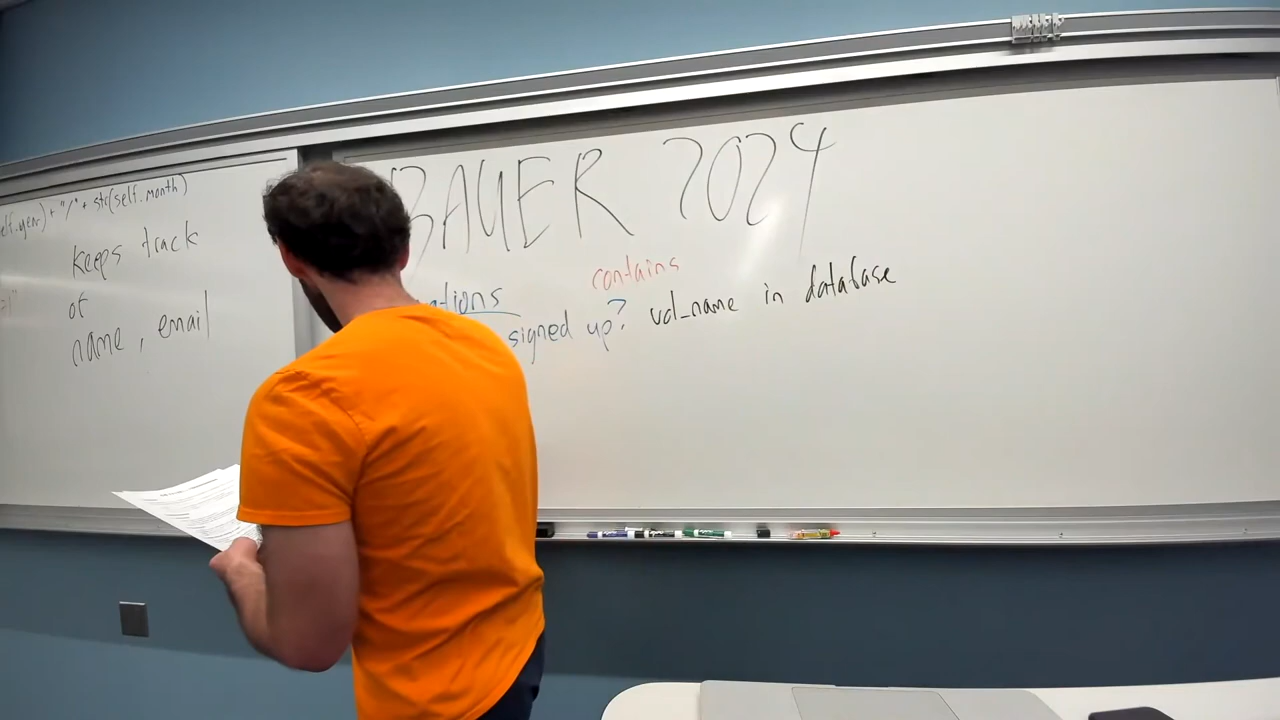 elf.year) + "/" + str(self.month)
keeps track
of
name, email
BAUER 2024
contains
ations
signed up? vol_name in database